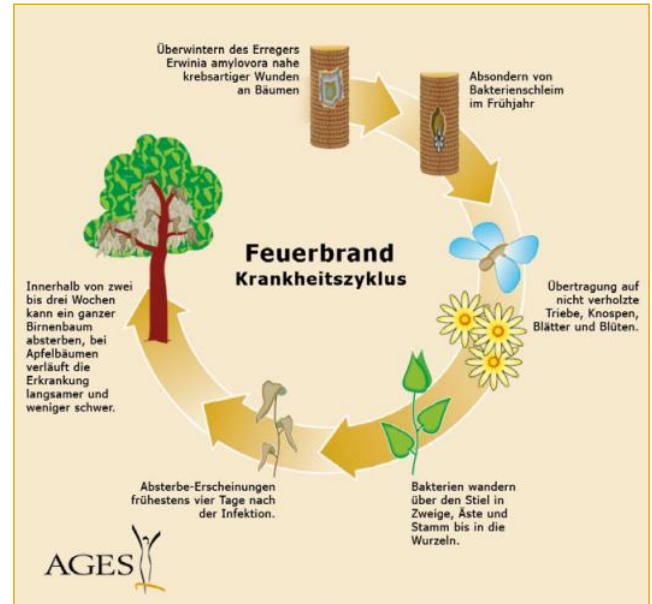 Überwintern des Erregers
Erwinia amylovora nahe
krebsartiger Wunden
an Bäumen
Absondern von
Bakterienschleim
im Frühjahr
Feuerbrand
Krankheitszyklus
Übertragung auf
nicht verholzte
Triebe, Knospen,
Blätter und Blüten.
Innerhalb von zwei
bis drei Wochen
kann ein ganzer
Birnenbaum
absterben, bei
Apfelbäumen
verläuft die
Erkrankung
langsamer und
weniger schwer.
Absterbe-Erscheinungen
frühestens vier Tage nach
der Infektion.
Bakterien wandern
über den Stiel in
Zweige, Äste und
Stamm bis in die
Wurzeln.
AGES